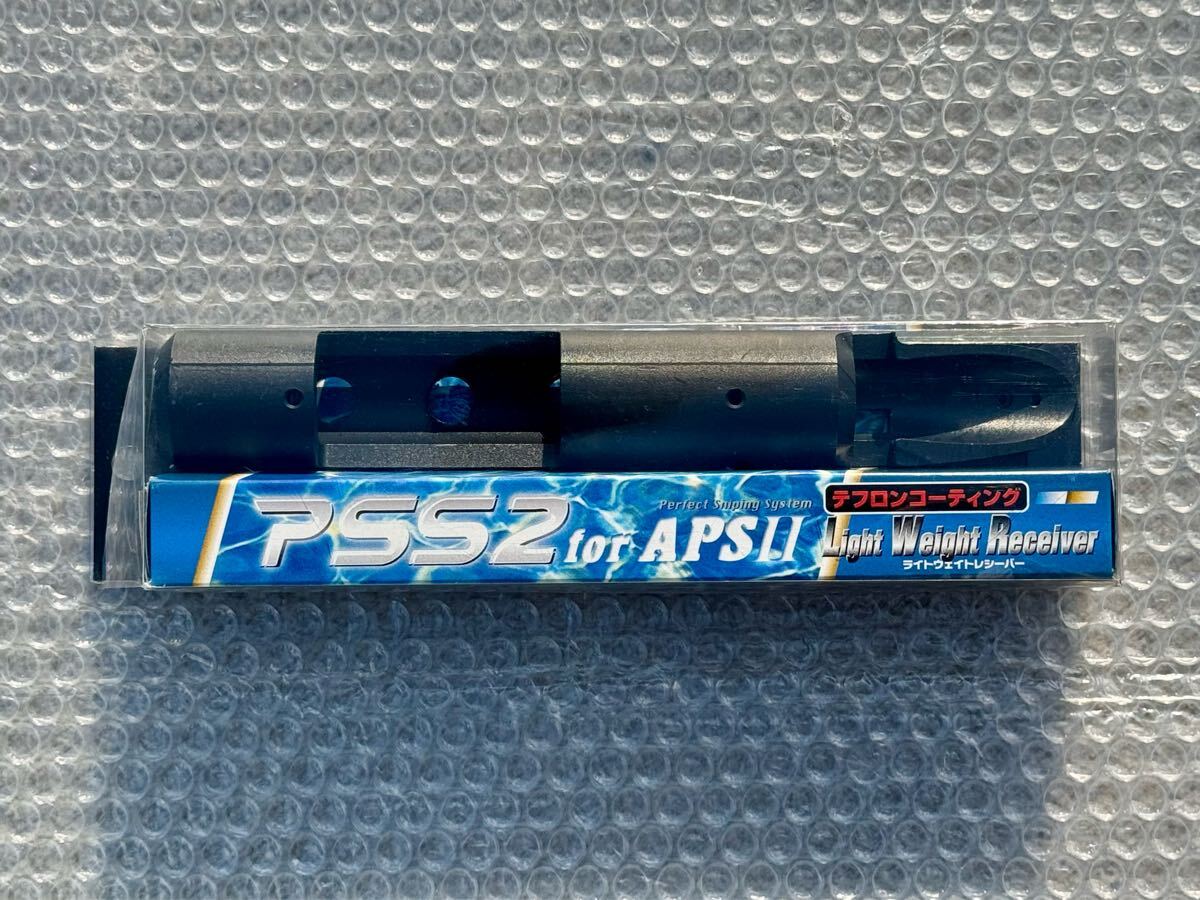 PSS2 for APSII
Perfect Sniping System
テフロンコーティング
Light Weight Receiver
ライトウェイトレシーバー